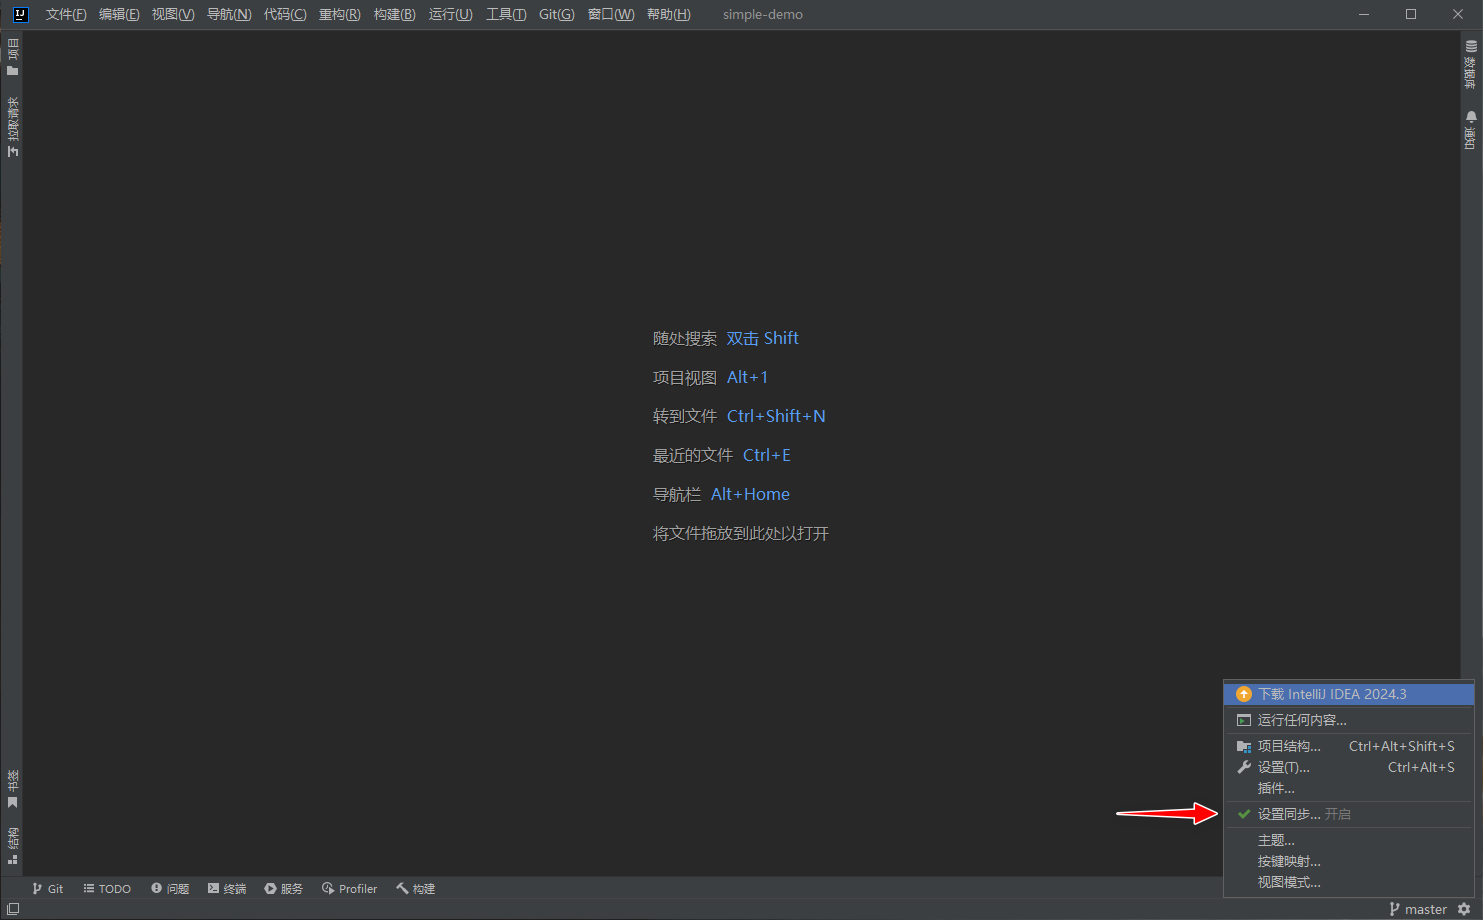 IJ 文件(F) 编辑(E) 视图(V) 导航(N) 代码(C) 重构(R) 构建(B) 运行(U) 工具(T) Git(G) 窗口(W) 帮助(H) simple-demo
项目
拉取请求
数据库
通知
随处搜索 双击 Shift
项目视图 Alt+1
转到文件 Ctrl+Shift+N
最近的文件 Ctrl+E
导航栏 Alt+Home
将文件拖放到此处以打开
下载 IntelliJ IDEA 2024.3
运行任何内容...
项目结构... Ctrl+Alt+Shift+S
设置(T)... Ctrl+Alt+S
插件...
设置同步... 开启
主题...
按键映射...
视图模式...
书签
结构
Git TODO 问题 终端 服务 Profiler 构建
master